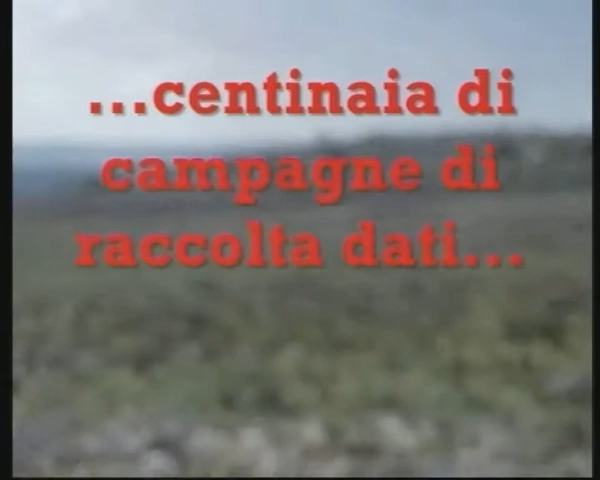 ...centinaia di
campagne di
raccolta dati...